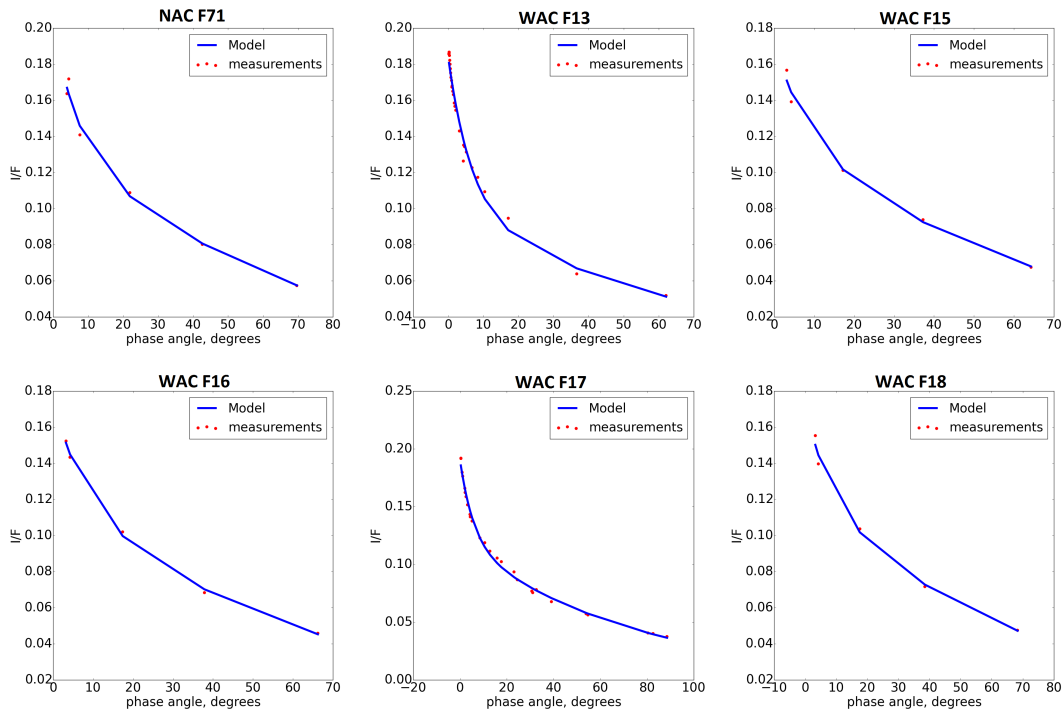 NAC F71
0.20
0.18
0.16
0.14
0.12
0.10
0.08
0.06
0.04
I/F
Model
measurements
0 10 20 30 40 50 60 70 80
phase angle, degrees
WAC F13
0.20
0.18
0.16
0.14
0.12
0.10
0.08
0.06
0.04
I/F
Model
measurements
−10 0 10 20 30 40 50 60 70
phase angle, degrees
WAC F15
0.18
0.16
0.14
0.12
0.10
0.08
0.06
0.04
0.02
I/F
Model
measurements
0 10 20 30 40 50 60 70
phase angle, degrees
WAC F16
0.18
0.16
0.14
0.12
0.10
0.08
0.06
0.04
0.02
I/F
Model
measurements
0 10 20 30 40 50 60 70
phase angle, degrees
WAC F17
0.25
0.20
0.15
0.10
0.05
0.00
I/F
Model
measurements
−20 0 20 40 60 80 100
phase angle, degrees
WAC F18
0.18
0.16
0.14
0.12
0.10
0.08
0.06
0.04
0.02
I/F
Model
measurements
−10 0 10 20 30 40 50 60 70 80
phase angle, degrees